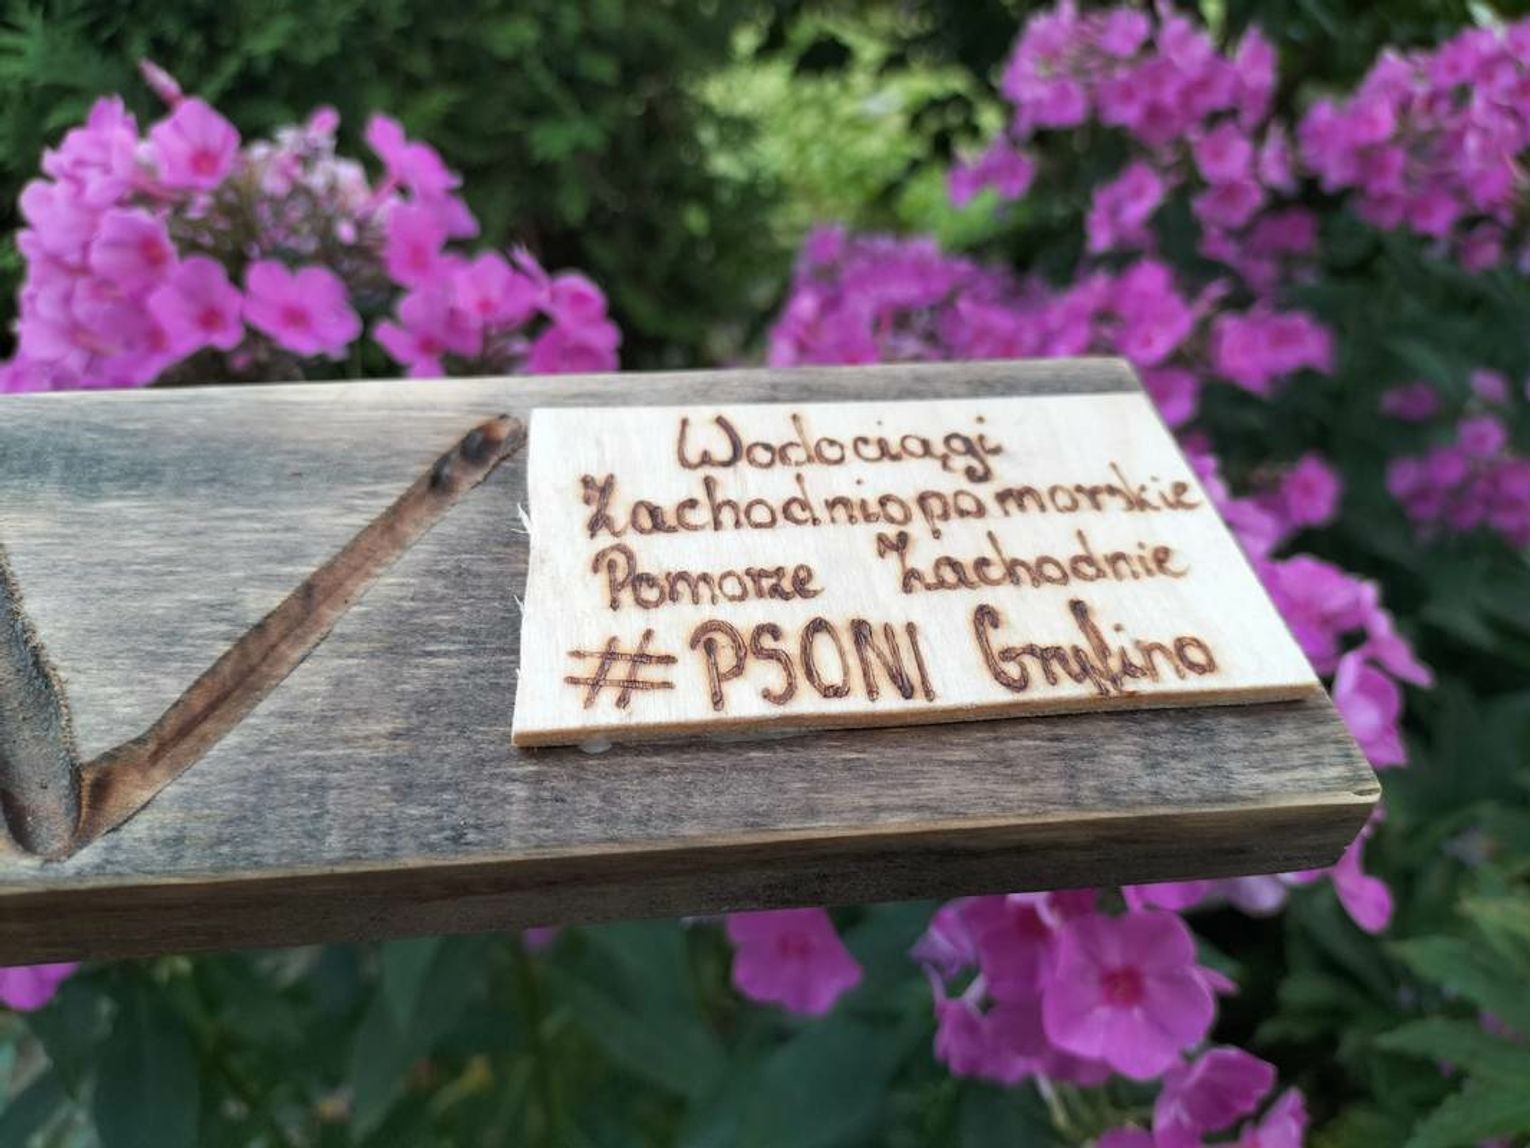 Wodociągi
Zachodniopomorskie
Pomorze Zachodnie
#PSONI Gryfino